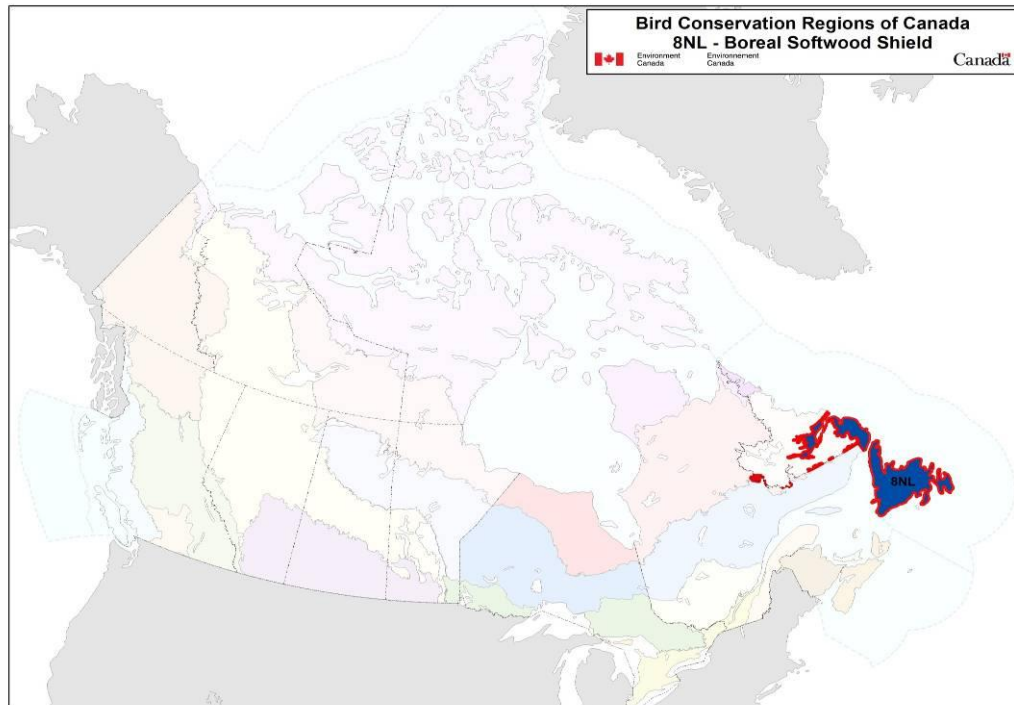 Bird Conservation Regions of Canada
8NL - Boreal Softwood Shield
Environment Canada
Environnement Canada
Canada
8NL